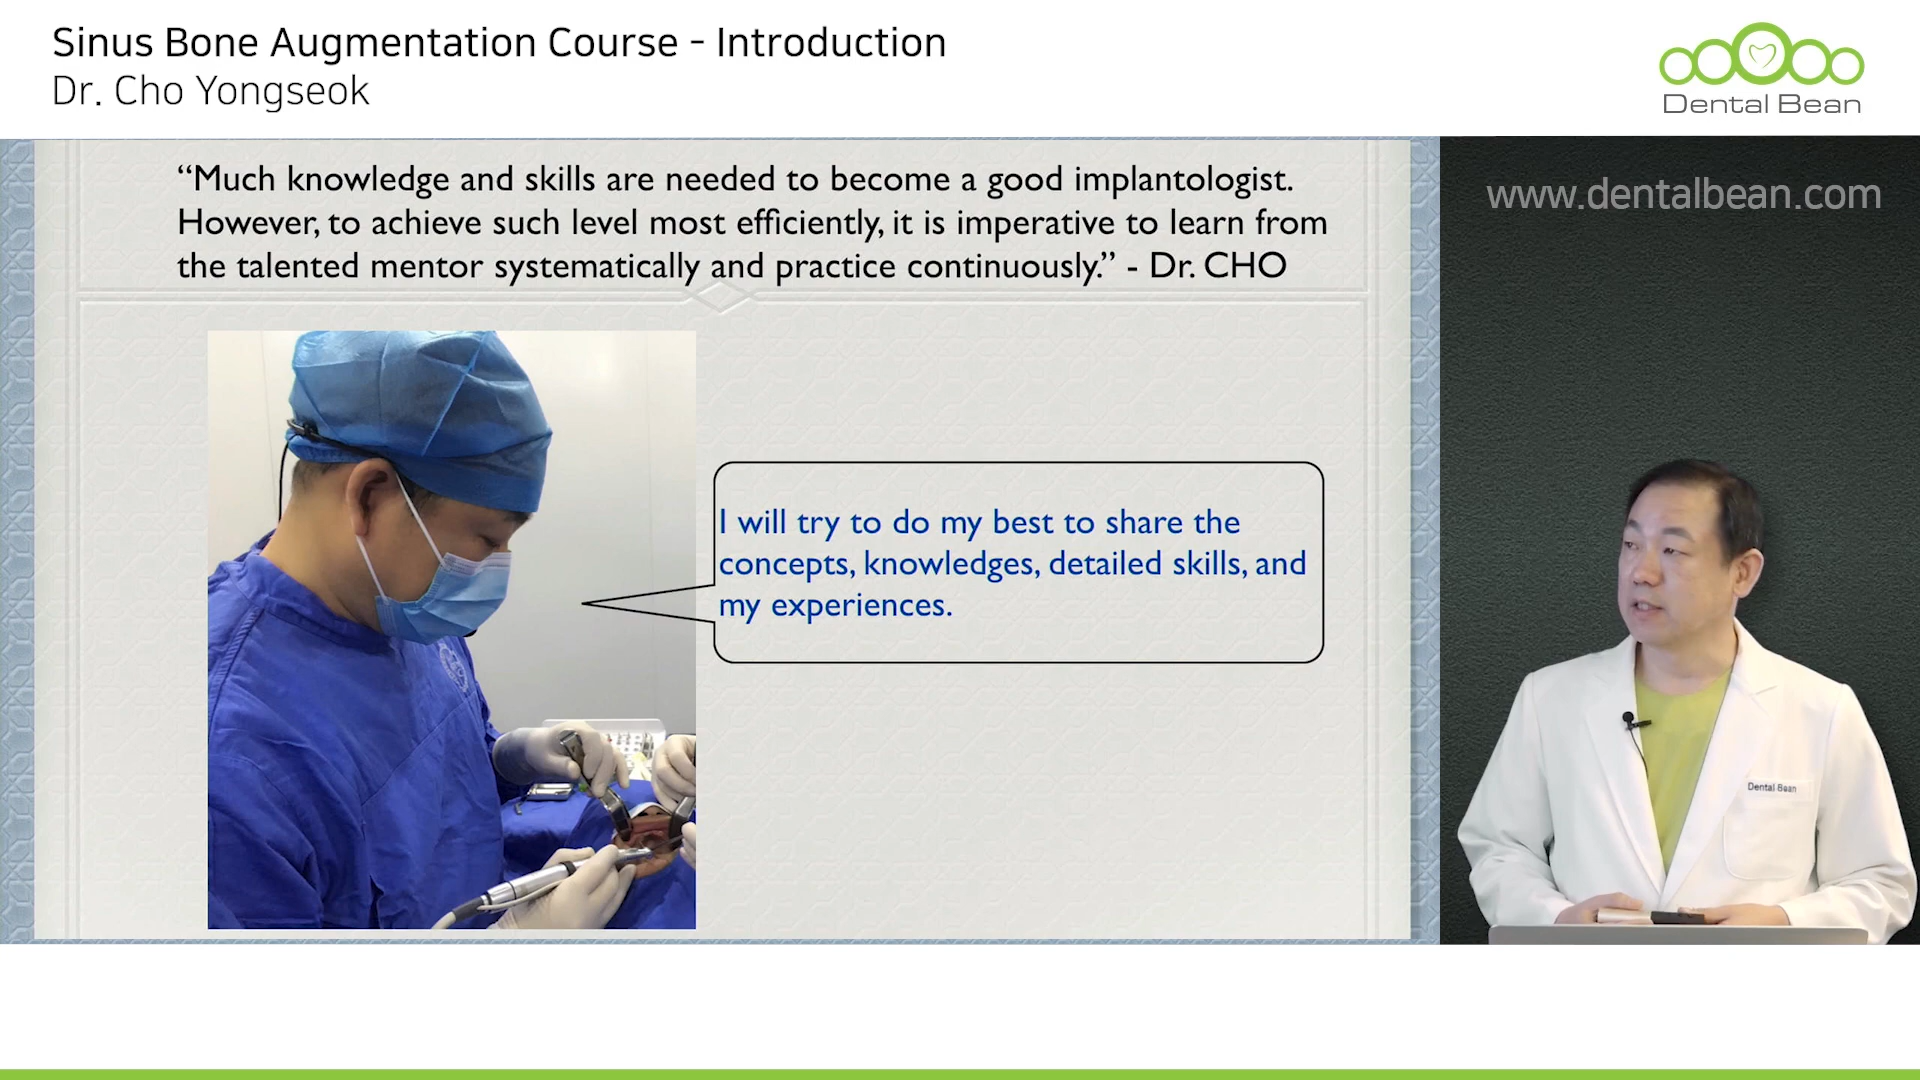 Sinus Bone Augmentation Course - Introduction
Dr. Cho Yongseok
Dental Bean
“Much knowledge and skills are needed to become a good implantologist.
However, to achieve such level most efficiently, it is imperative to learn from
the talented mentor systematically and practice continuously.” - Dr. CHO
www.dentalbean.com
I will try to do my best to share the
concepts, knowledges, detailed skills, and
my experiences.
Dental Bean